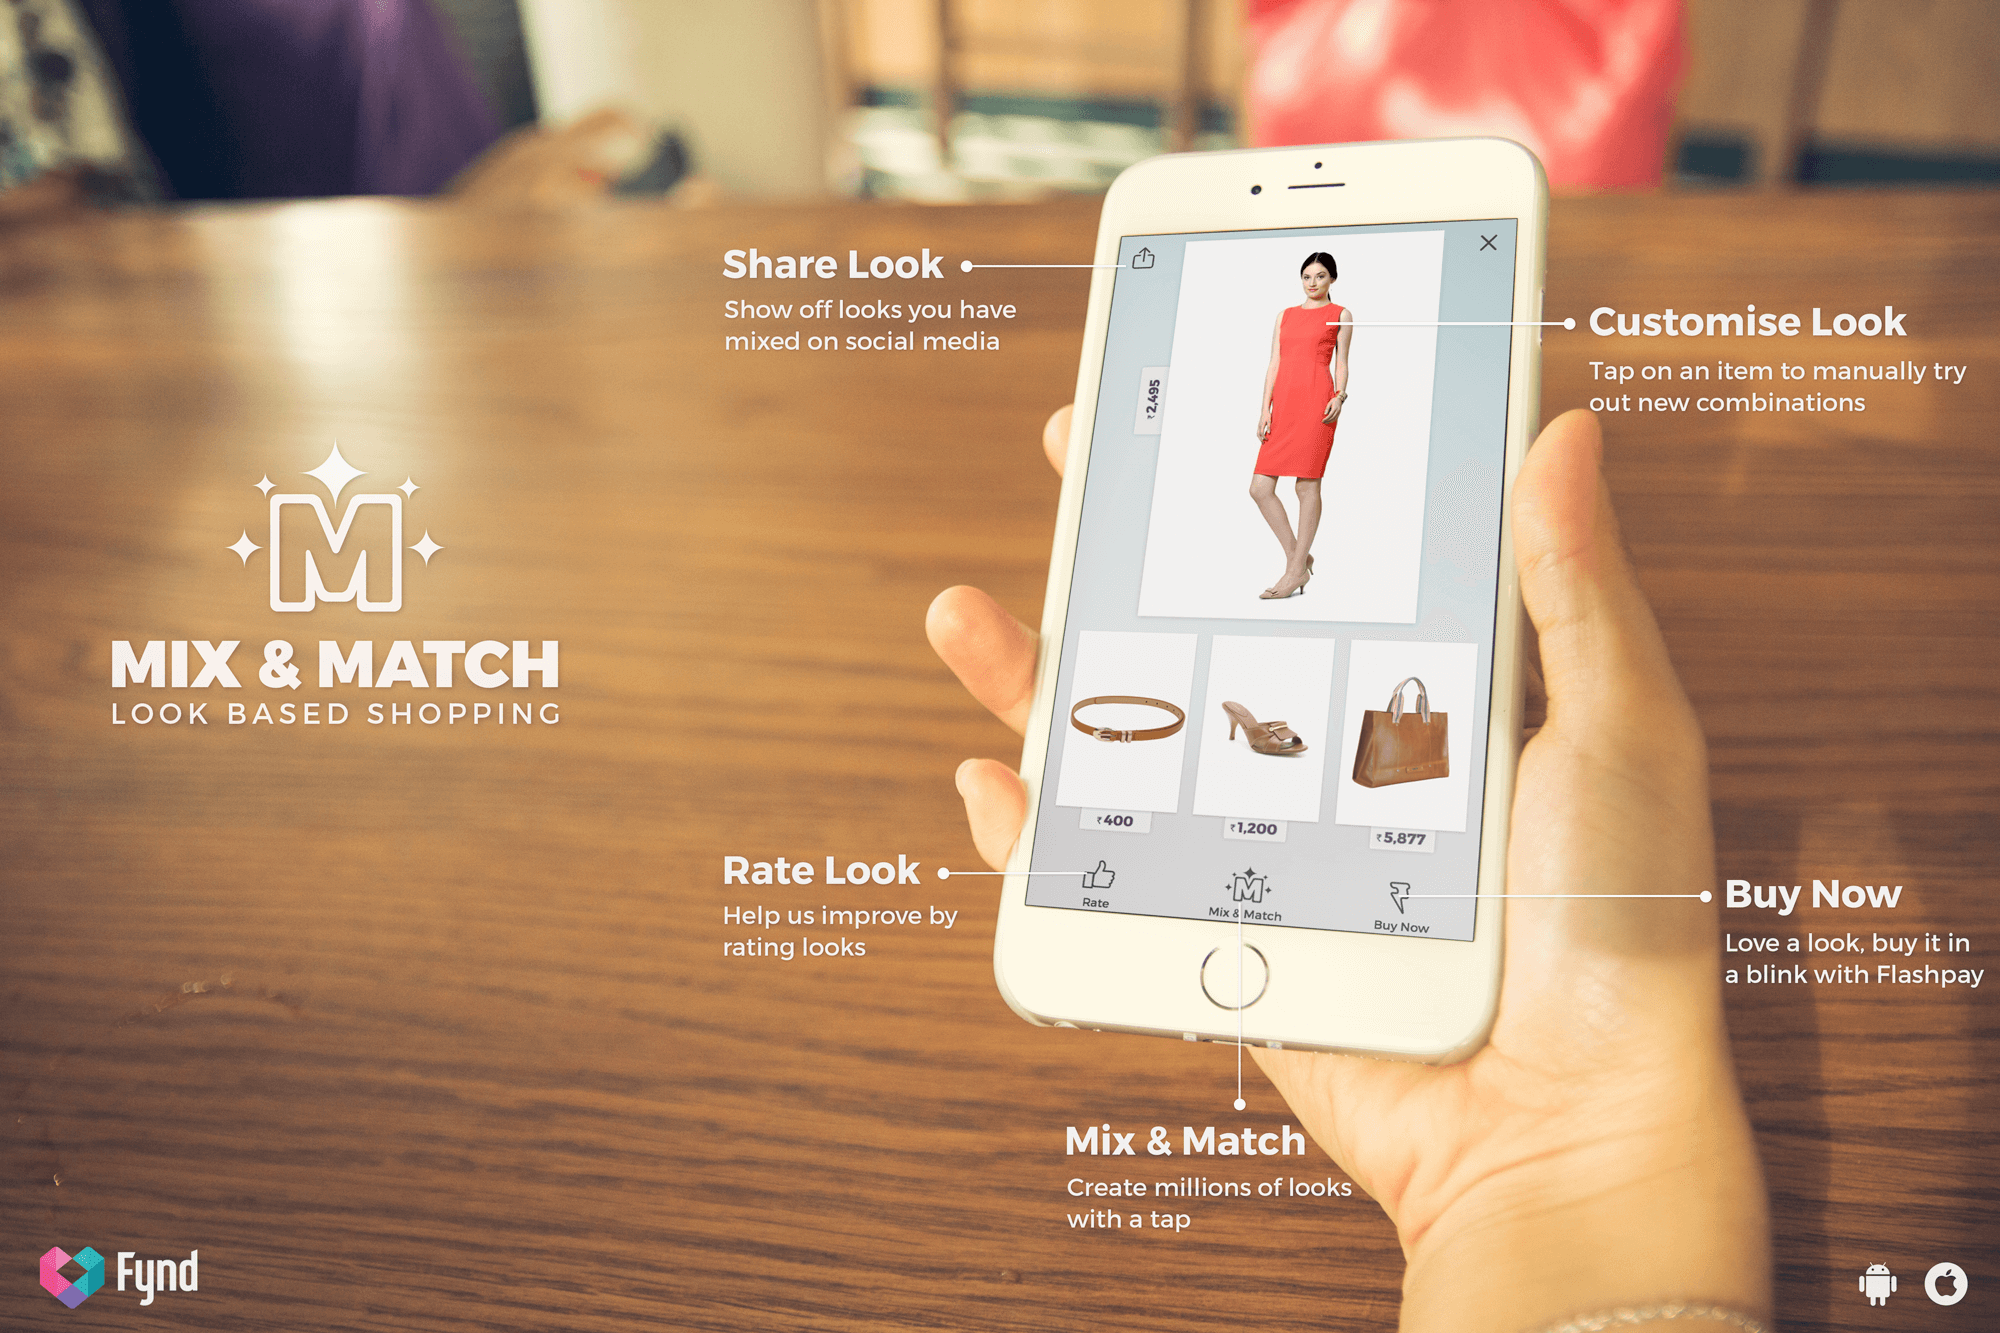 MIX & MATCH
LOOK BASED SHOPPING
Share Look
Show off looks you have
mixed on social media
Customise Look
Tap on an item to manually try
out new combinations
₹2,495
₹400
₹1,200
₹5,877
Rate
Mix & Match
Buy Now
Rate Look
Help us improve by
rating looks
Buy Now
Love a look, buy it in
a blink with Flashpay
Mix & Match
Create millions of looks
with a tap
Fynd